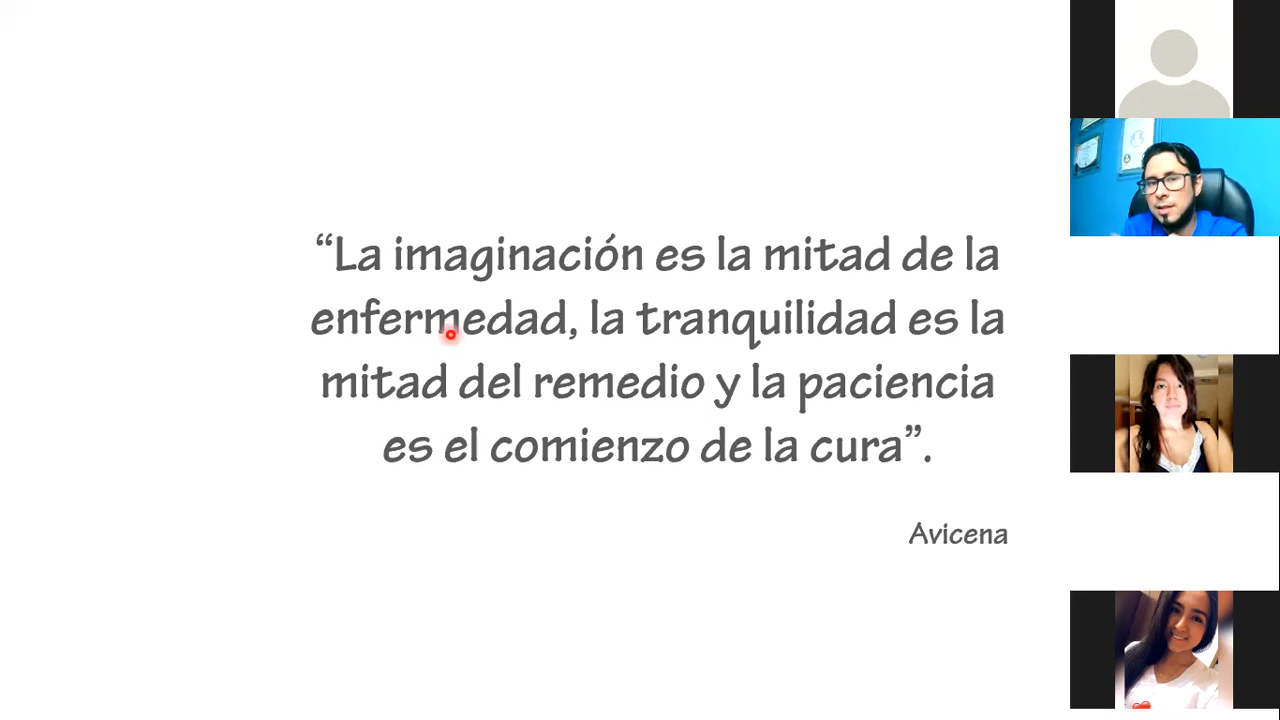 “La imaginación es la mitad de la
enfermedad, la tranquilidad es la
mitad del remedio y la paciencia
es el comienzo de la cura”.
Avicena